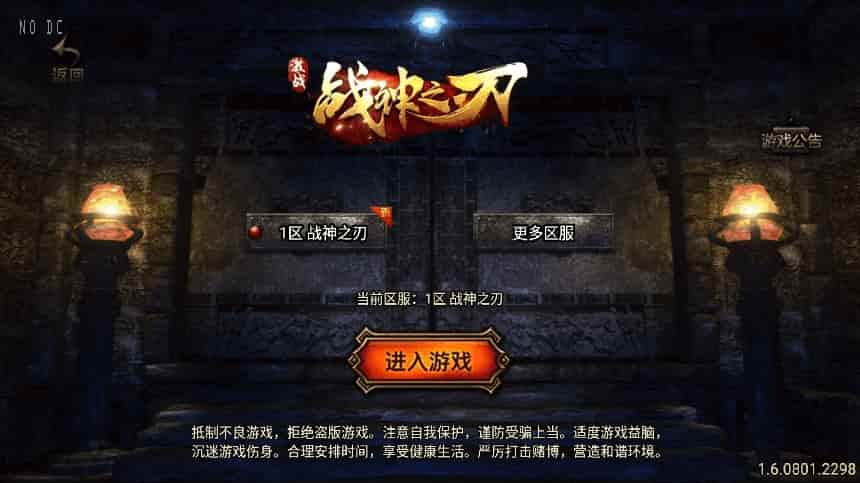 NO DC
返回
激战
战神之刃
游戏公告
1区 战神之刃
更多区服
当前区服：1区 战神之刃
进入游戏
抵制不良游戏，拒绝盗版游戏。注意自我保护，谨防受骗上当。适度游戏益脑，
沉迷游戏伤身。合理安排时间，享受健康生活。严厉打击赌博，营造和谐环境。
1.6.0801.2298